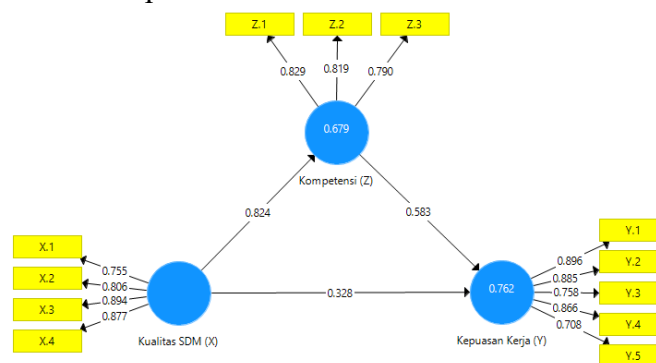 Z.1 Z.2 Z.3
0.829 0.819 0.790
0.679
Kompetensi (Z)
0.824 0.583
X.1
X.2
X.3
X.4
0.755
0.806
0.894
0.877
Kualitas SDM (X)
0.328
0.762
Kepuasan Kerja (Y)
0.896
0.885
0.758
0.866
0.708
Y.1
Y.2
Y.3
Y.4
Y.5